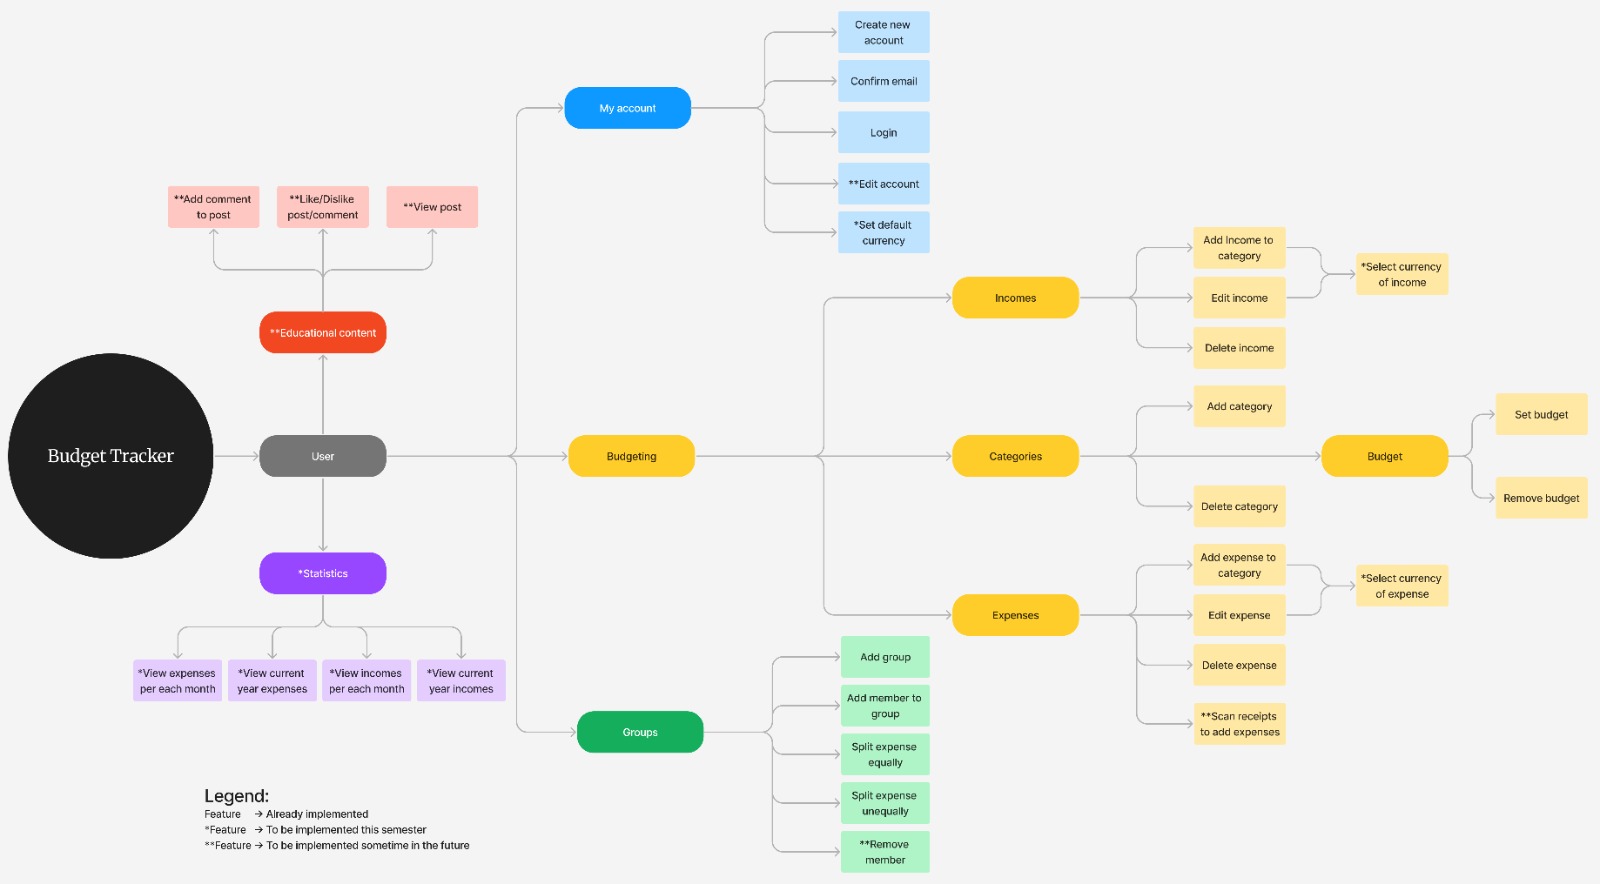 Create new
account
Confirm email
My account
Login
**Edit account
*Set default
currency
**Add comment
to post
**Like/Dislike
post/comment
**View post
**Educational content
Budget Tracker
User
*Statistics
*View expenses
per each month
*View current
year expenses
*View incomes
per each month
*View current
year incomes
Budgeting
Incomes
Add Income to
category
Edit income
Delete income
*Select currency
of income
Categories
Add category
Delete category
Budget
Set budget
Remove budget
Expenses
Add expense to
category
Edit expense
Delete expense
**Scan receipts
to add expenses
*Select currency
of expense
Groups
Add group
Add member to
group
Split expense
equally
Split expense
unequally
**Remove
member
Legend:
Feature → Already implemented
*Feature → To be implemented this semester
**Feature → To be implemented sometime in the future